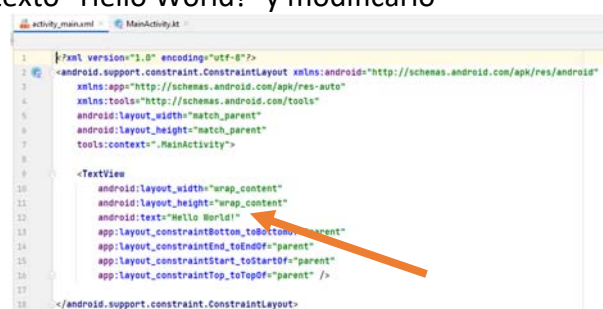 texto "Hello World!" y modificarlo
activity_main.xml × MainActivity.kt ×
1 <?xml version="1.0" encoding="utf-8"?>
2 <android.support.constraint.ConstraintLayout xmlns:android="http://schemas.android.com/apk/res/android"
3 xmlns:app="http://schemas.android.com/apk/res-auto"
4 xmlns:tools="http://schemas.android.com/tools"
5 android:layout_width="match_parent"
6 android:layout_height="match_parent"
7 tools:context=".MainActivity">
8
9 <TextView
10 android:layout_width="wrap_content"
11 android:layout_height="wrap_content"
12 android:text="Hello World!"
13 app:layout_constraintBottom_toBottomOf="parent"
14 app:layout_constraintEnd_toEndOf="parent"
15 app:layout_constraintStart_toStartOf="parent"
16 app:layout_constraintTop_toTopOf="parent" />
17
18 </android.support.constraint.ConstraintLayout>